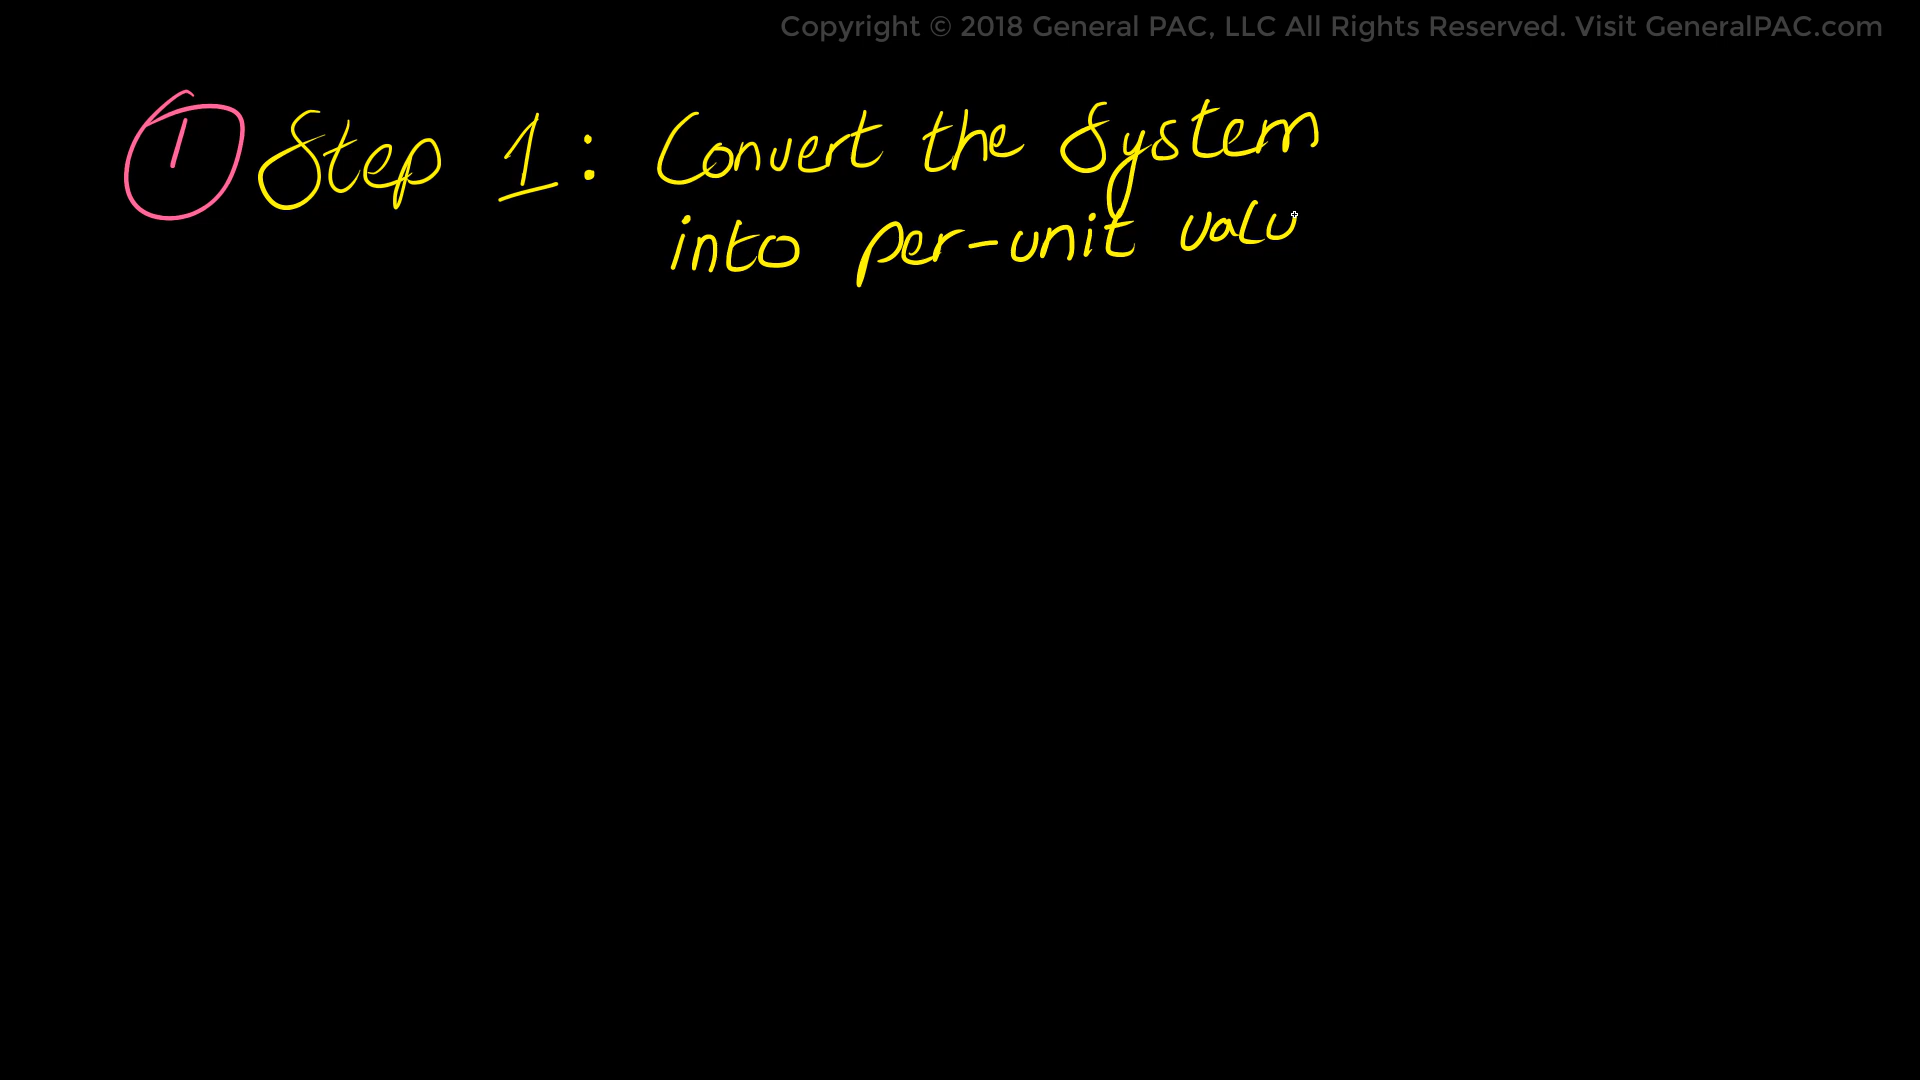 Copyright © 2018 General PAC, LLC All Rights Reserved. Visit GeneralPAC.com
① Step 1: Convert the System
into per-unit valu